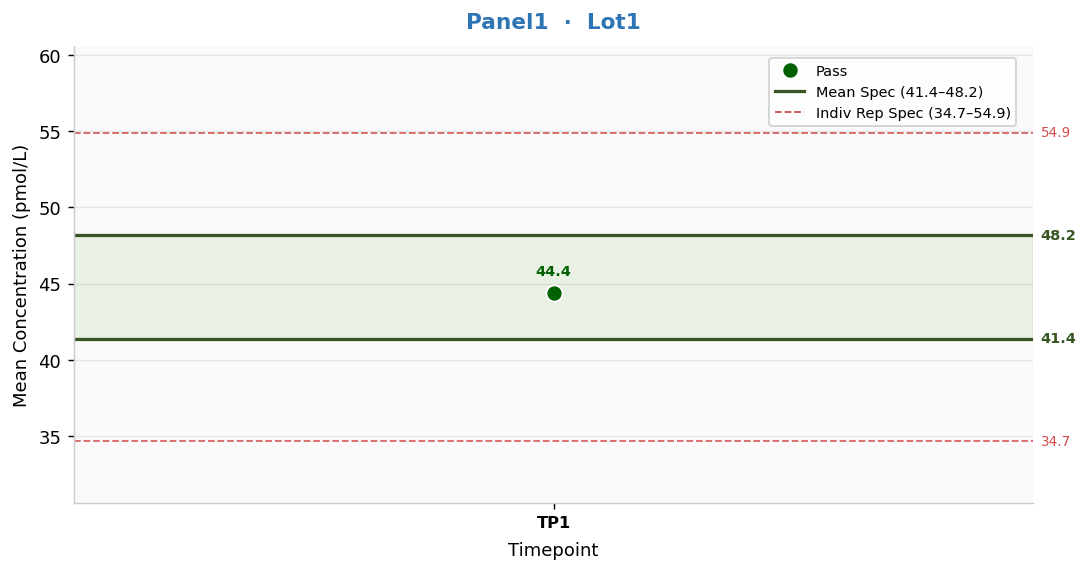 Panel1 · Lot1
Mean Concentration (pmol/L)
60
55
50
45
40
35
Pass
Mean Spec (41.4–48.2)
Indiv Rep Spec (34.7–54.9)
54.9
48.2
44.4
41.4
34.7
TP1
Timepoint